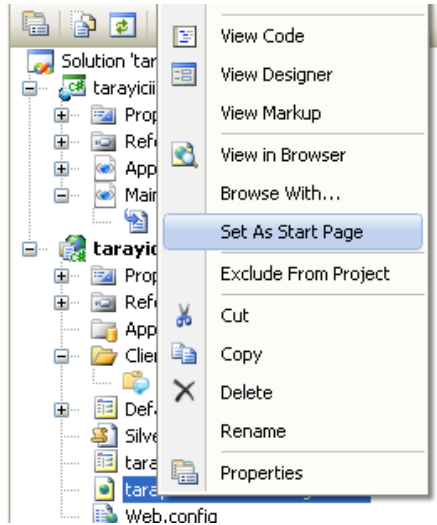 Solution 'tar
tarayicii
Prop
Refe
App
Main
tarayic
Prop
Refe
App
Clier
Defa
Silve
tara
tara
Web.config
View Code
View Designer
View Markup
View in Browser
Browse With...
Set As Start Page
Exclude From Project
Cut
Copy
Delete
Rename
Properties